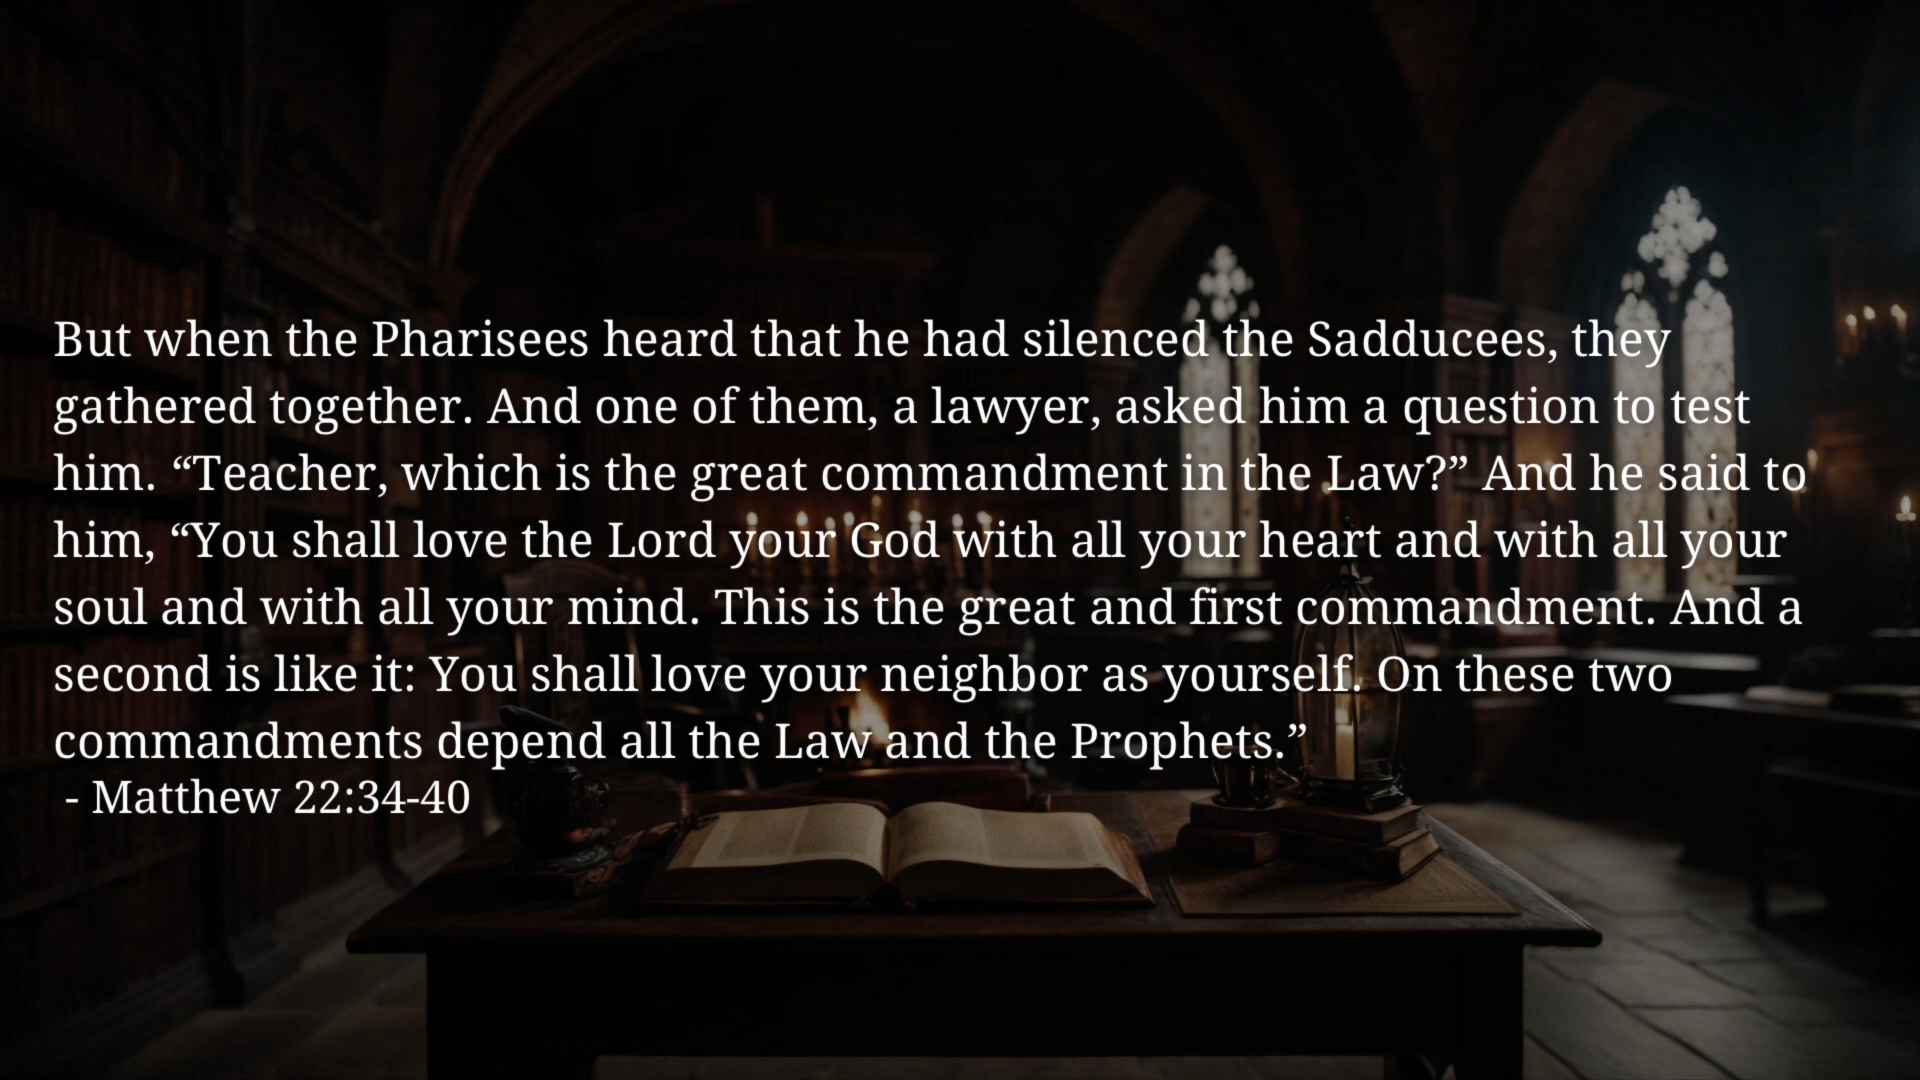 But when the Pharisees heard that he had silenced the Sadducees, they
gathered together. And one of them, a lawyer, asked him a question to test
him. “Teacher, which is the great commandment in the Law?” And he said to
him, “You shall love the Lord your God with all your heart and with all your
soul and with all your mind. This is the great and first commandment. And a
second is like it: You shall love your neighbor as yourself. On these two
commandments depend all the Law and the Prophets.”
- Matthew 22:34-40